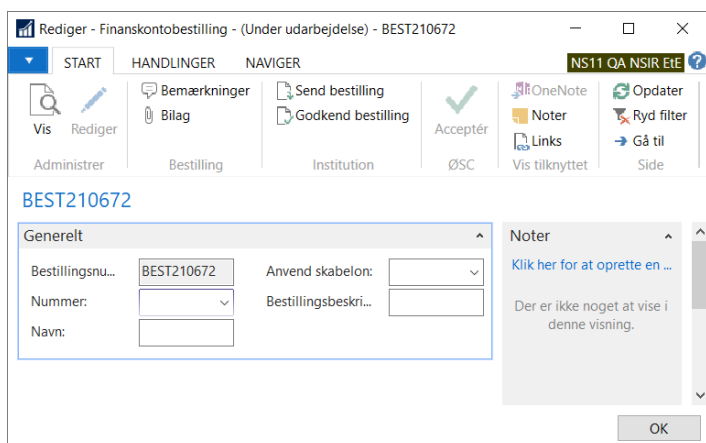 Rediger - Finanskontobestilling - (Under udarbejdelse) - BEST210672
START HANDLINGER NAVIGER NS11 QA NSIR EtE ?
Bemærkninger Send bestilling OneNote Opdater
Bilag Godkend bestilling Noter Ryd filter
Vis Rediger Acceptér Links Gå til
Administrer Bestilling Institution ØSC Vis tilknyttet Side
BEST210672
Generelt Noter
Bestillingsnu... BEST210672 Anvend skabelon: Klik her for at oprette en ...
Nummer: Bestillingsbeskri... Der er ikke noget at vise i
Navn: denne visning.
OK